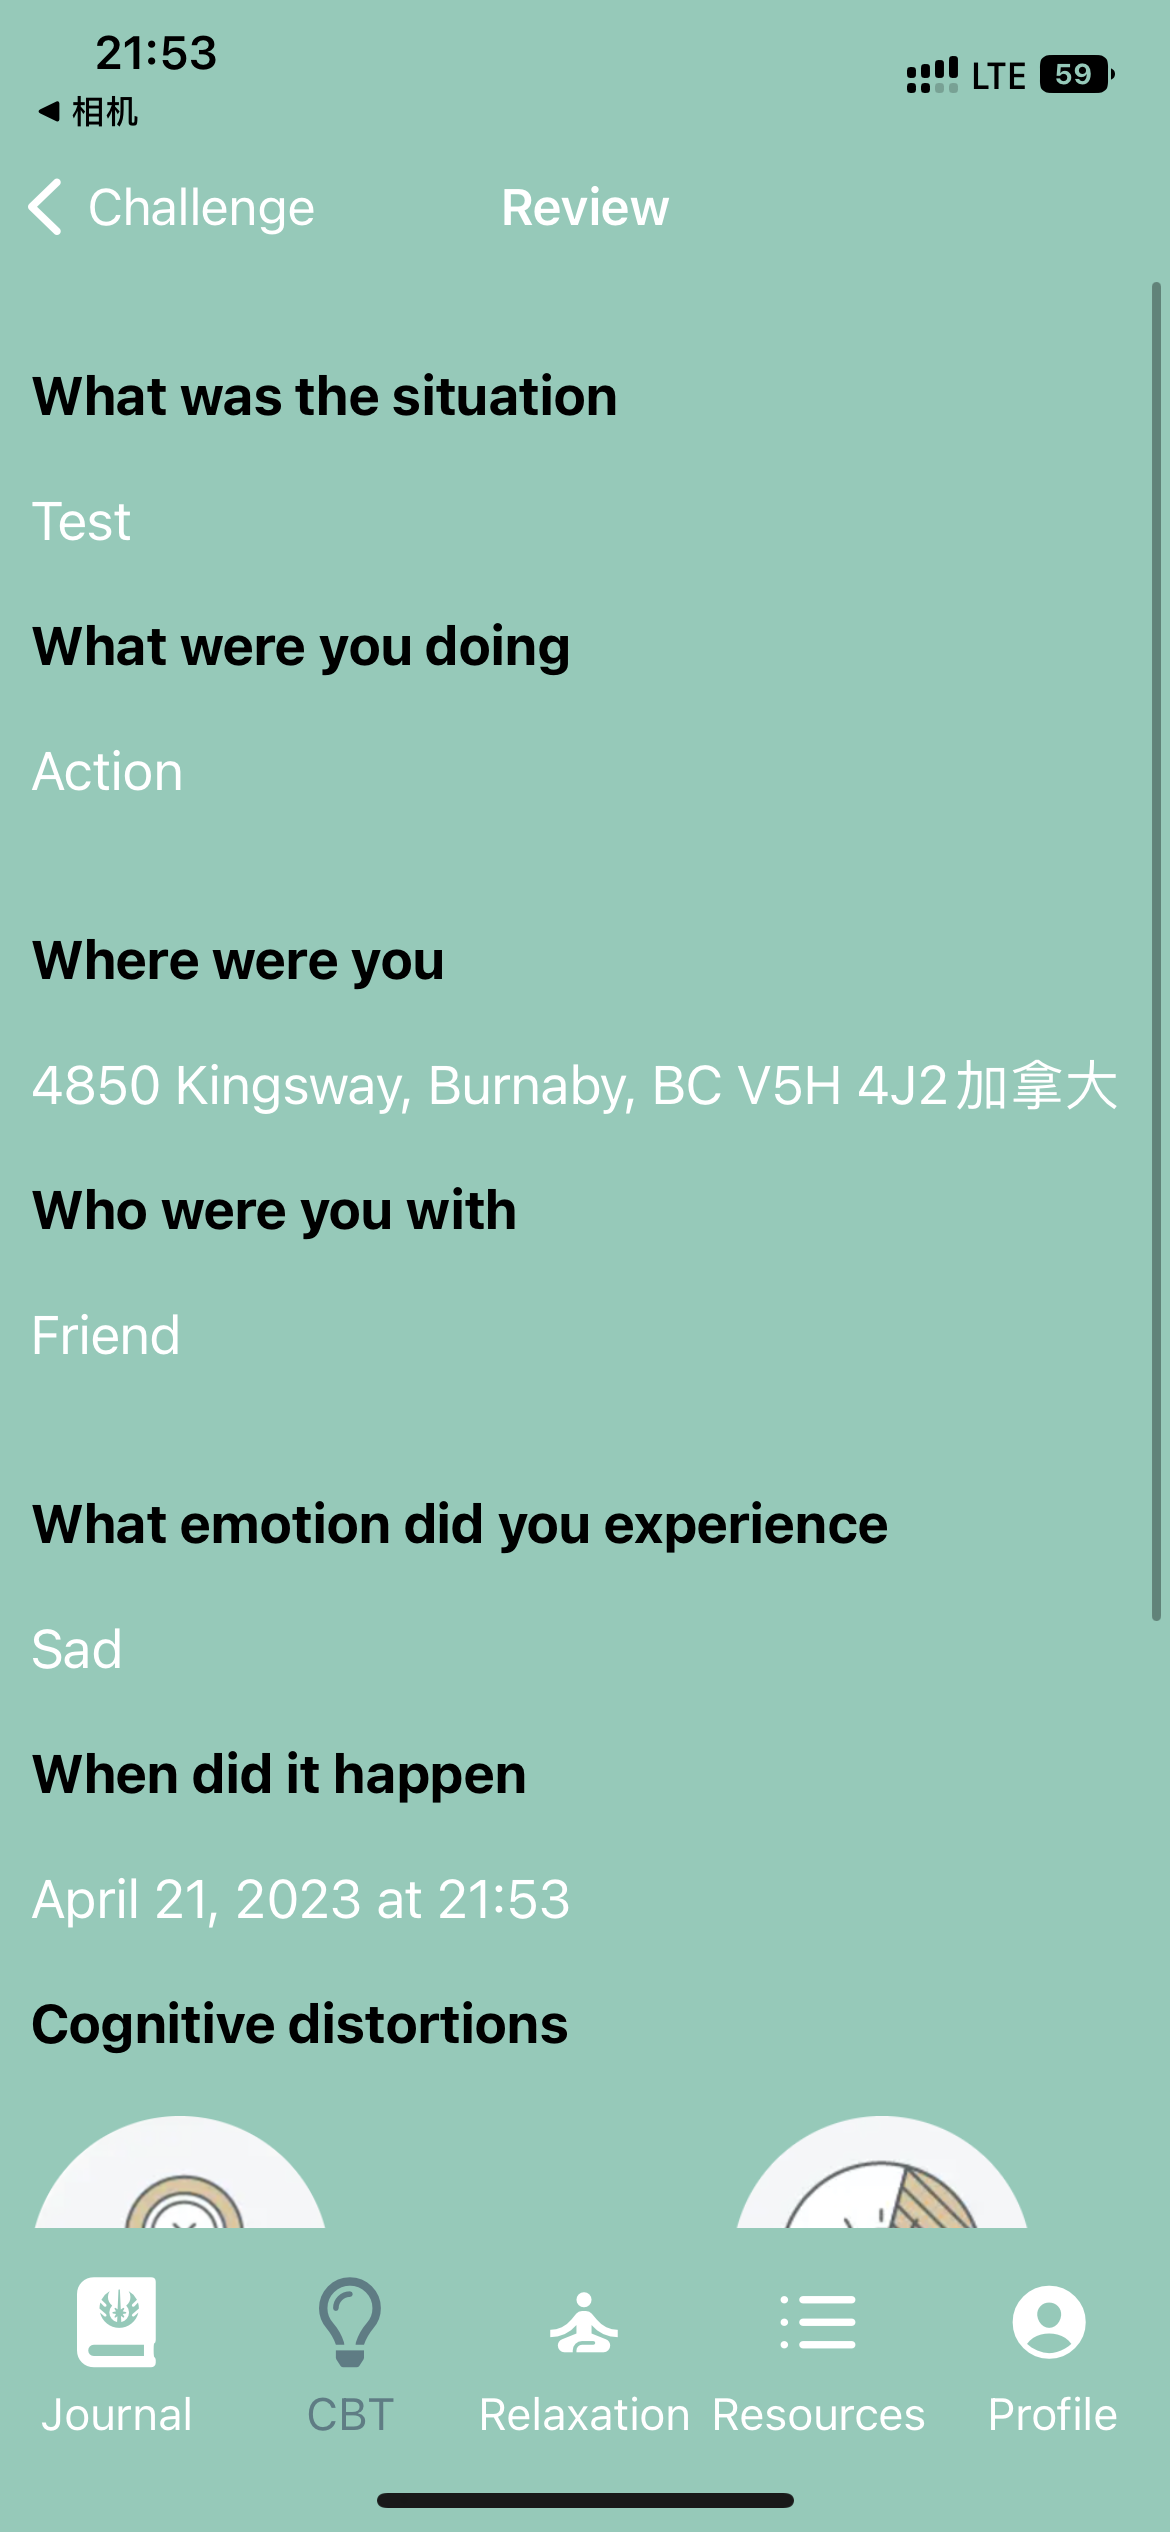 21:53
LTE 59
◀ 相机
Challenge
Review
What was the situation
Test
What were you doing
Action
Where were you
4850 Kingsway, Burnaby, BC V5H 4J2加拿大
Who were you with
Friend
What emotion did you experience
Sad
When did it happen
April 21, 2023 at 21:53
Cognitive distortions
Journal
CBT
Relaxation
Resources
Profile